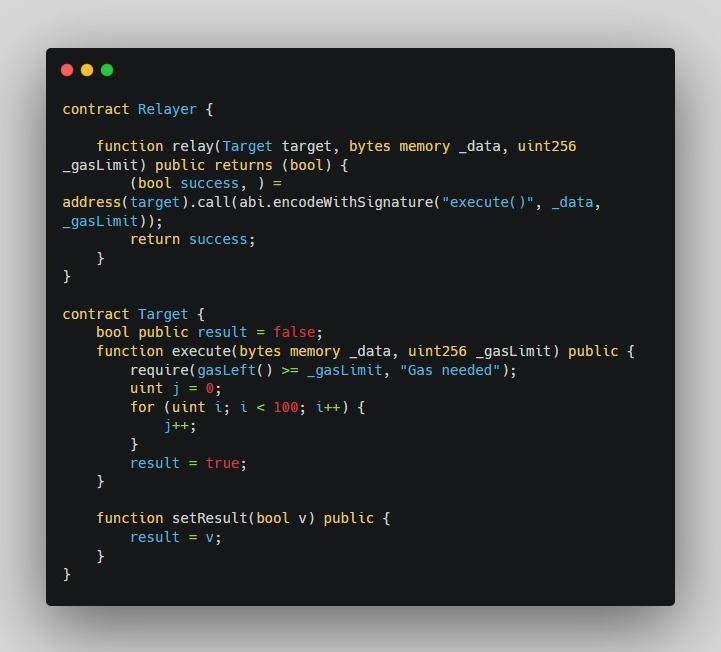 contract Relayer {
    function relay(Target target, bytes memory _data, uint256
_gasLimit) public returns (bool) {
        (bool success, ) =
address(target).call(abi.encodeWithSignature("execute()", _data,
_gasLimit));
        return success;
    }
}
contract Target {
    bool public result = false;
    function execute(bytes memory _data, uint256 _gasLimit) public {
        require(gasLeft() >= _gasLimit, "Gas needed");
        uint j = 0;
        for (uint i; i < 100; i++) {
            j++;
        }
        result = true;
    }
    function setResult(bool v) public {
        result = v;
    }
}